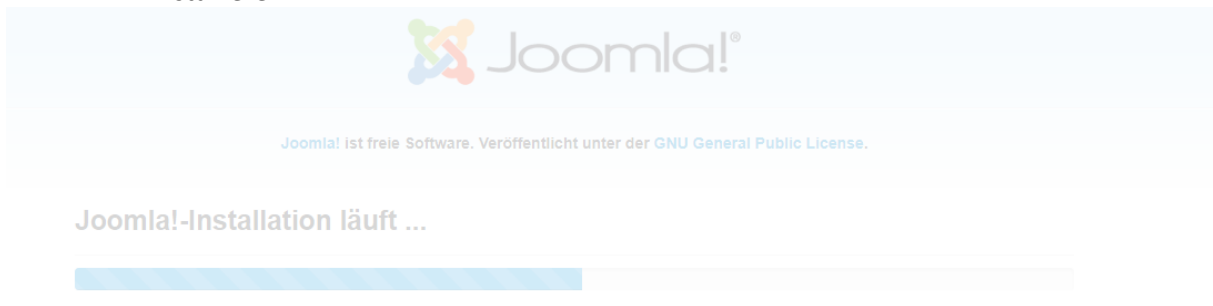 Joomla!®
Joomla! ist freie Software. Veröffentlicht unter der GNU General Public License.
Joomla!-Installation läuft ...